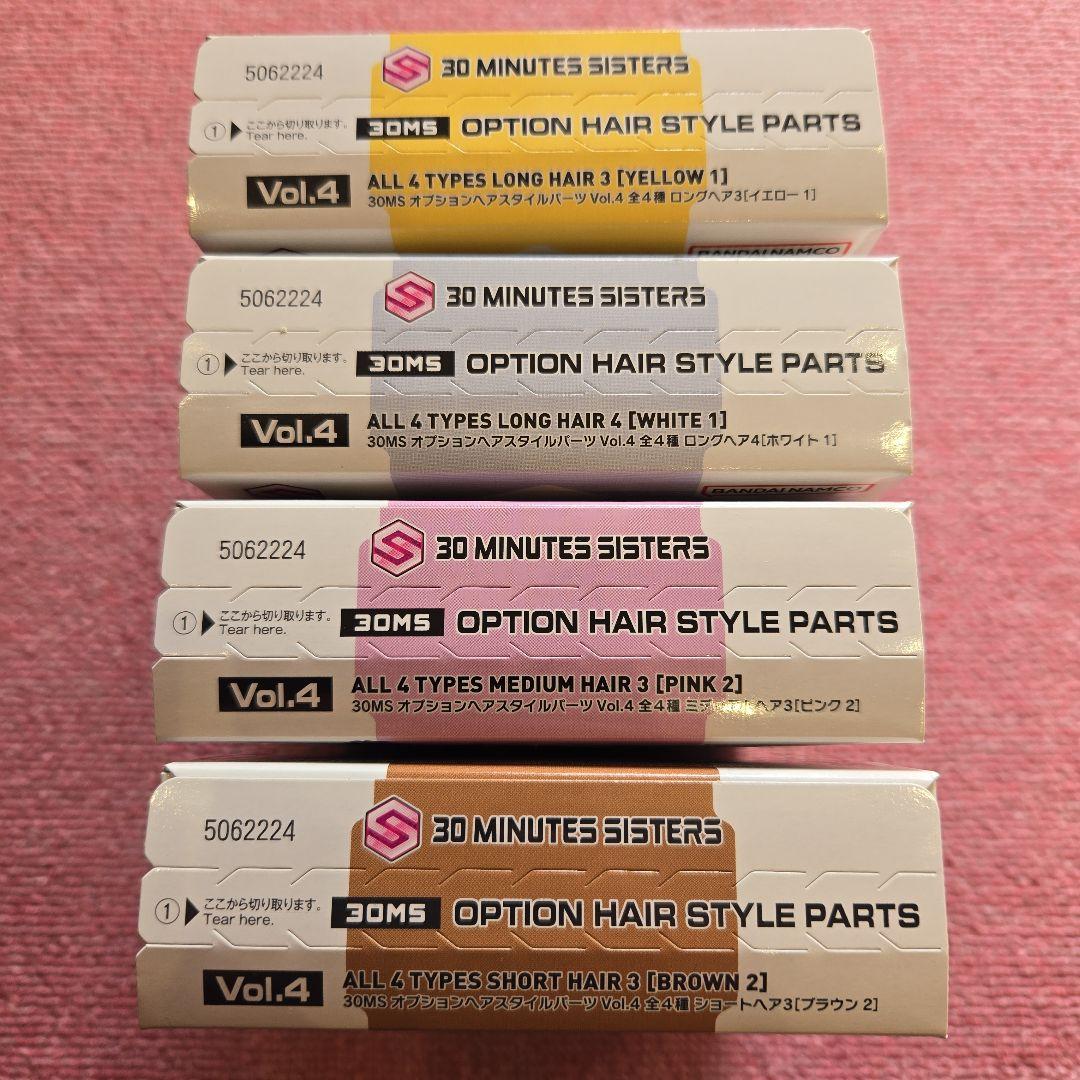 5062224
30 MINUTES SISTERS
① ▶ ここから切り取ります。
Tear here.
30MS OPTION HAIR STYLE PARTS
Vol.4
ALL 4 TYPES LONG HAIR 3 [YELLOW 1]
30MS オプションヘアスタイルパーツ Vol.4 全4種 ロングヘア3[イエロー 1]
BANDAI NAMCO
5062224
30 MINUTES SISTERS
① ▶ ここから切り取ります。
Tear here.
30MS OPTION HAIR STYLE PARTS
Vol.4
ALL 4 TYPES LONG HAIR 4 [WHITE 1]
30MS オプションヘアスタイルパーツ Vol.4 全4種 ロングヘア4[ホワイト 1]
BANDAI NAMCO
5062224
30 MINUTES SISTERS
① ▶ ここから切り取ります。
Tear here.
30MS OPTION HAIR STYLE PARTS
Vol.4
ALL 4 TYPES MEDIUM HAIR 3 [PINK 2]
30MS オプションヘアスタイルパーツ Vol.4 全4種 ヘア3[ピンク 2]
5062224
30 MINUTES SISTERS
① ▶ ここから切り取ります。
Tear here.
30MS OPTION HAIR STYLE PARTS
Vol.4
ALL 4 TYPES SHORT HAIR 3 [BROWN 2]
30MS オプションヘアスタイルパーツ Vol.4 全4種 ショートヘア3[ブラウン 2]